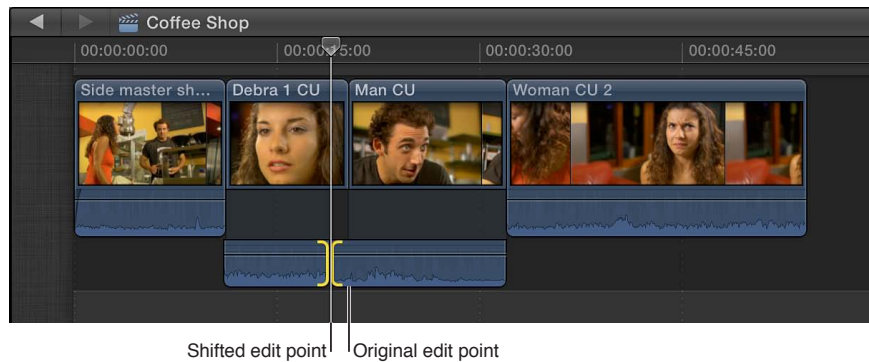 Coffee Shop
00:00:00:00 00:00:15:00 00:00:30:00 00:00:45:00
Side master sh... Debra 1 CU Man CU Woman CU 2
Shifted edit point Original edit point